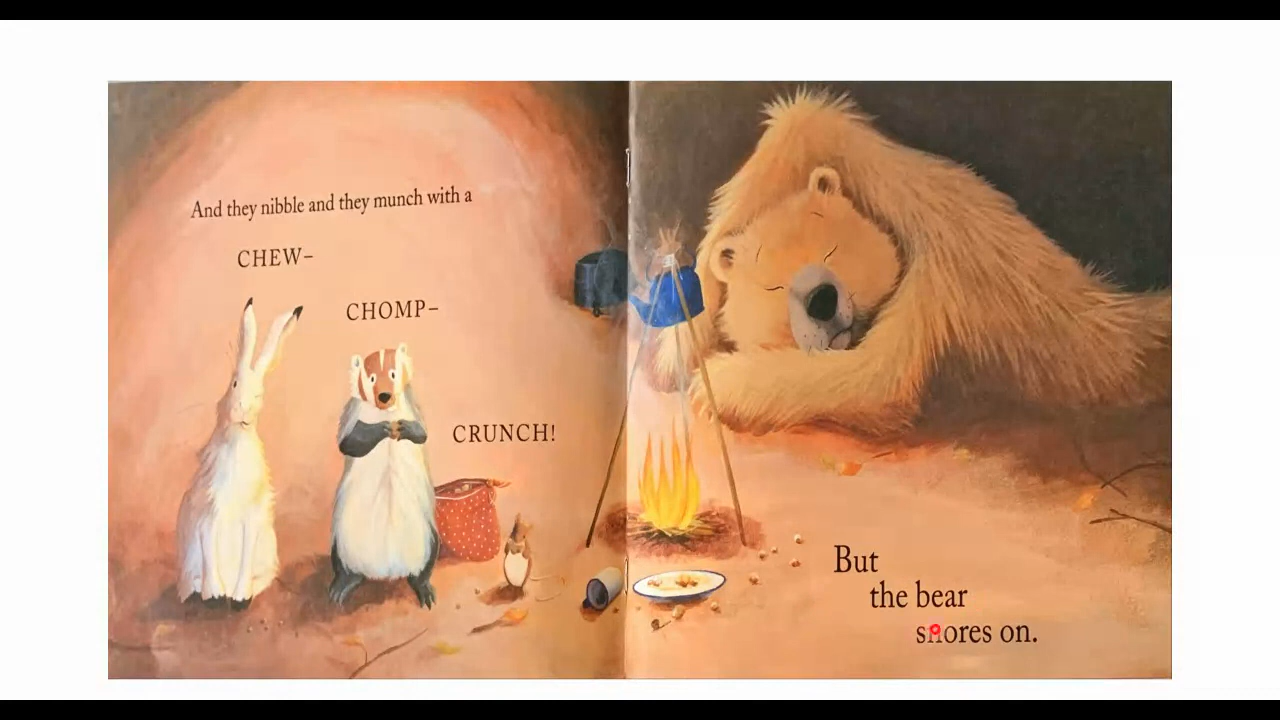 And they nibble and they munch with a
CHEW–
CHOMP–
CRUNCH!
But
the bear
snores on.